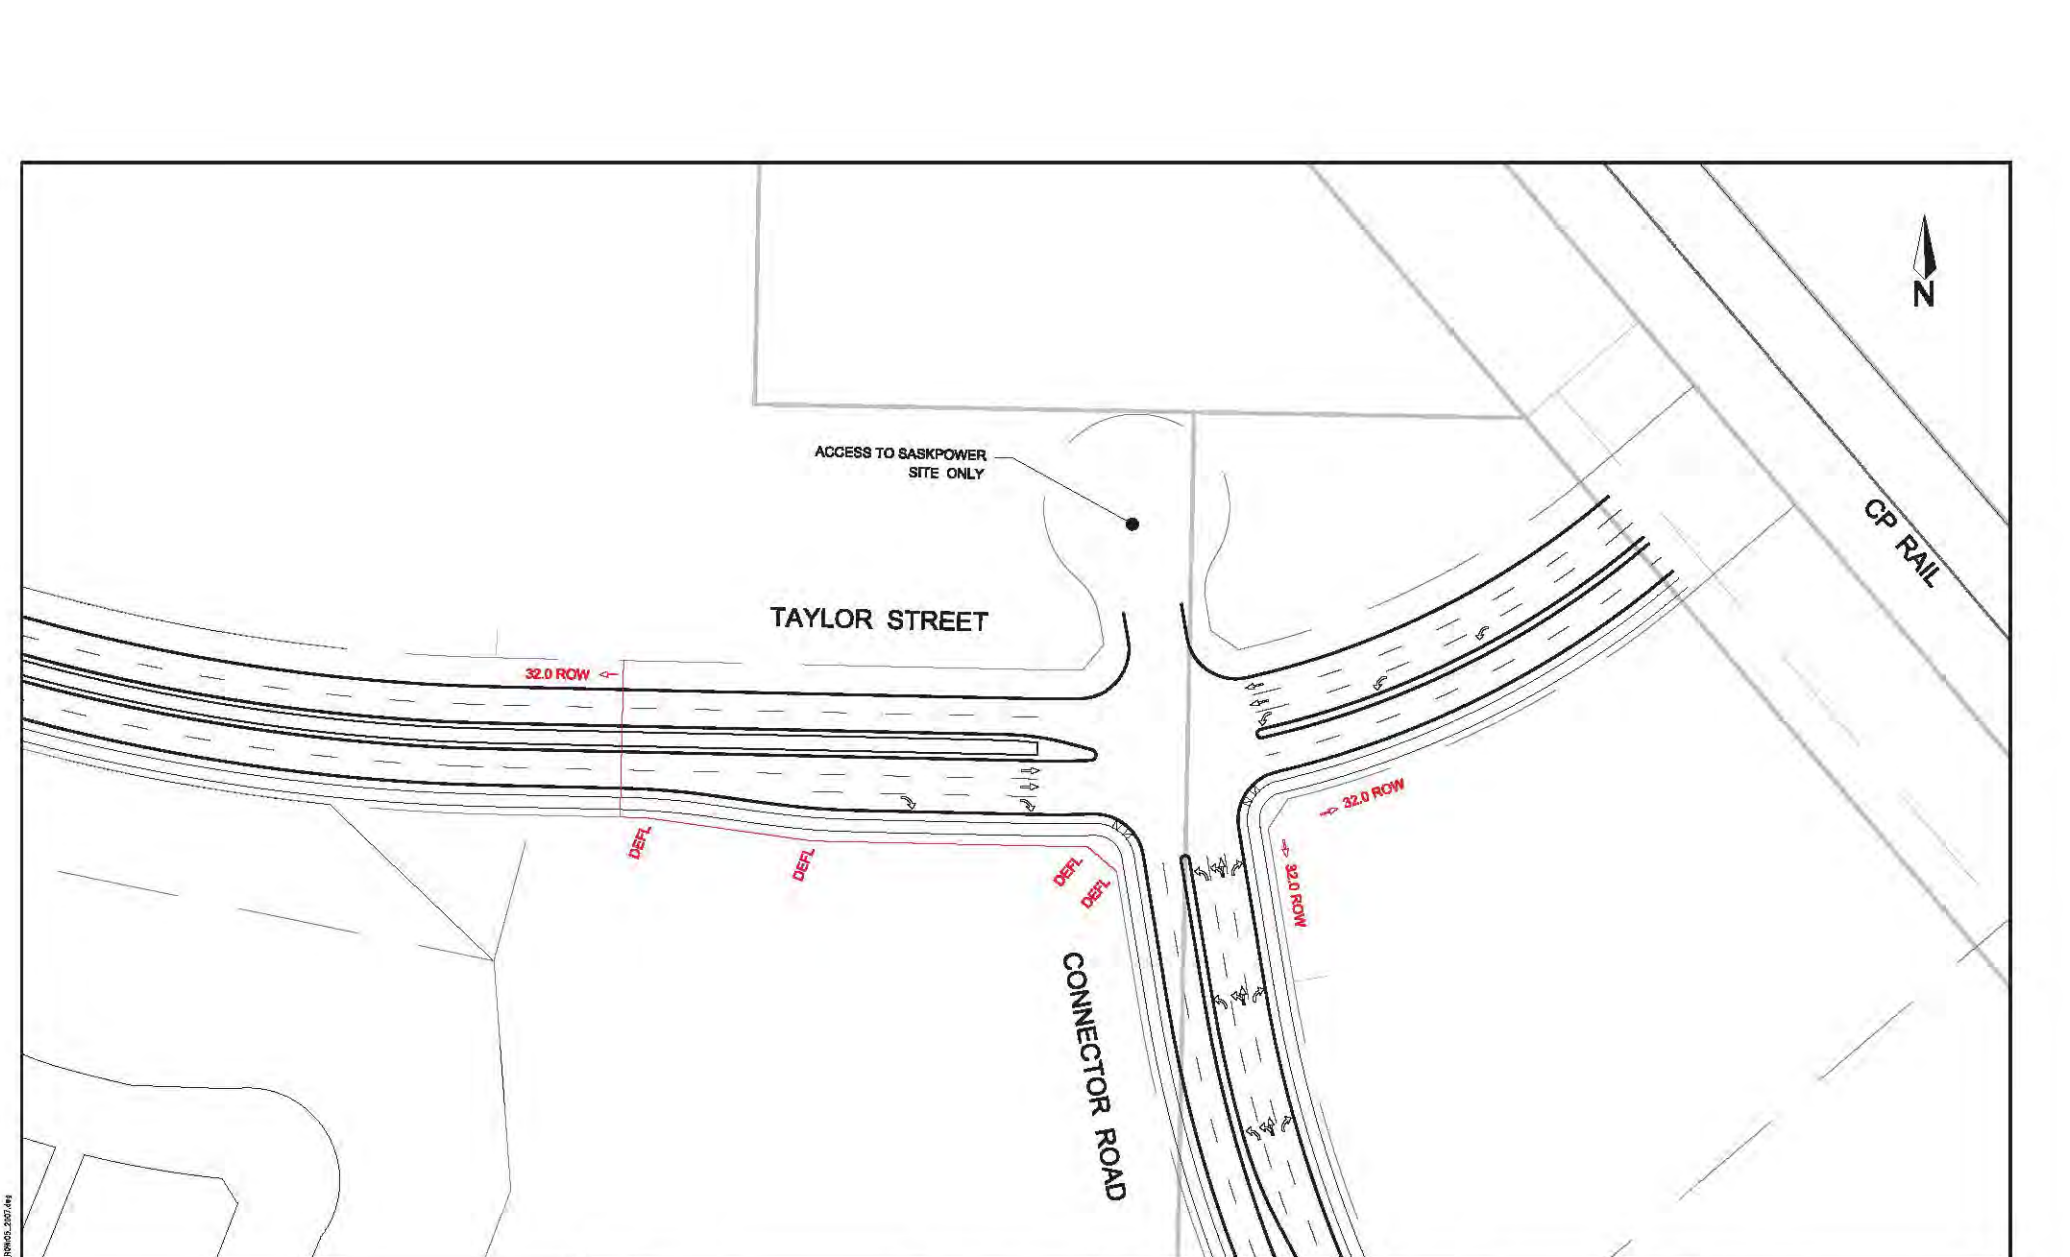 N
ACCESS TO SASKPOWER
SITE ONLY
CP RAIL
TAYLOR STREET
32.0 ROW
32.0 ROW
DEFL
DEFL
DEFL
DEFL
32.0 ROW
CONNECTOR ROAD